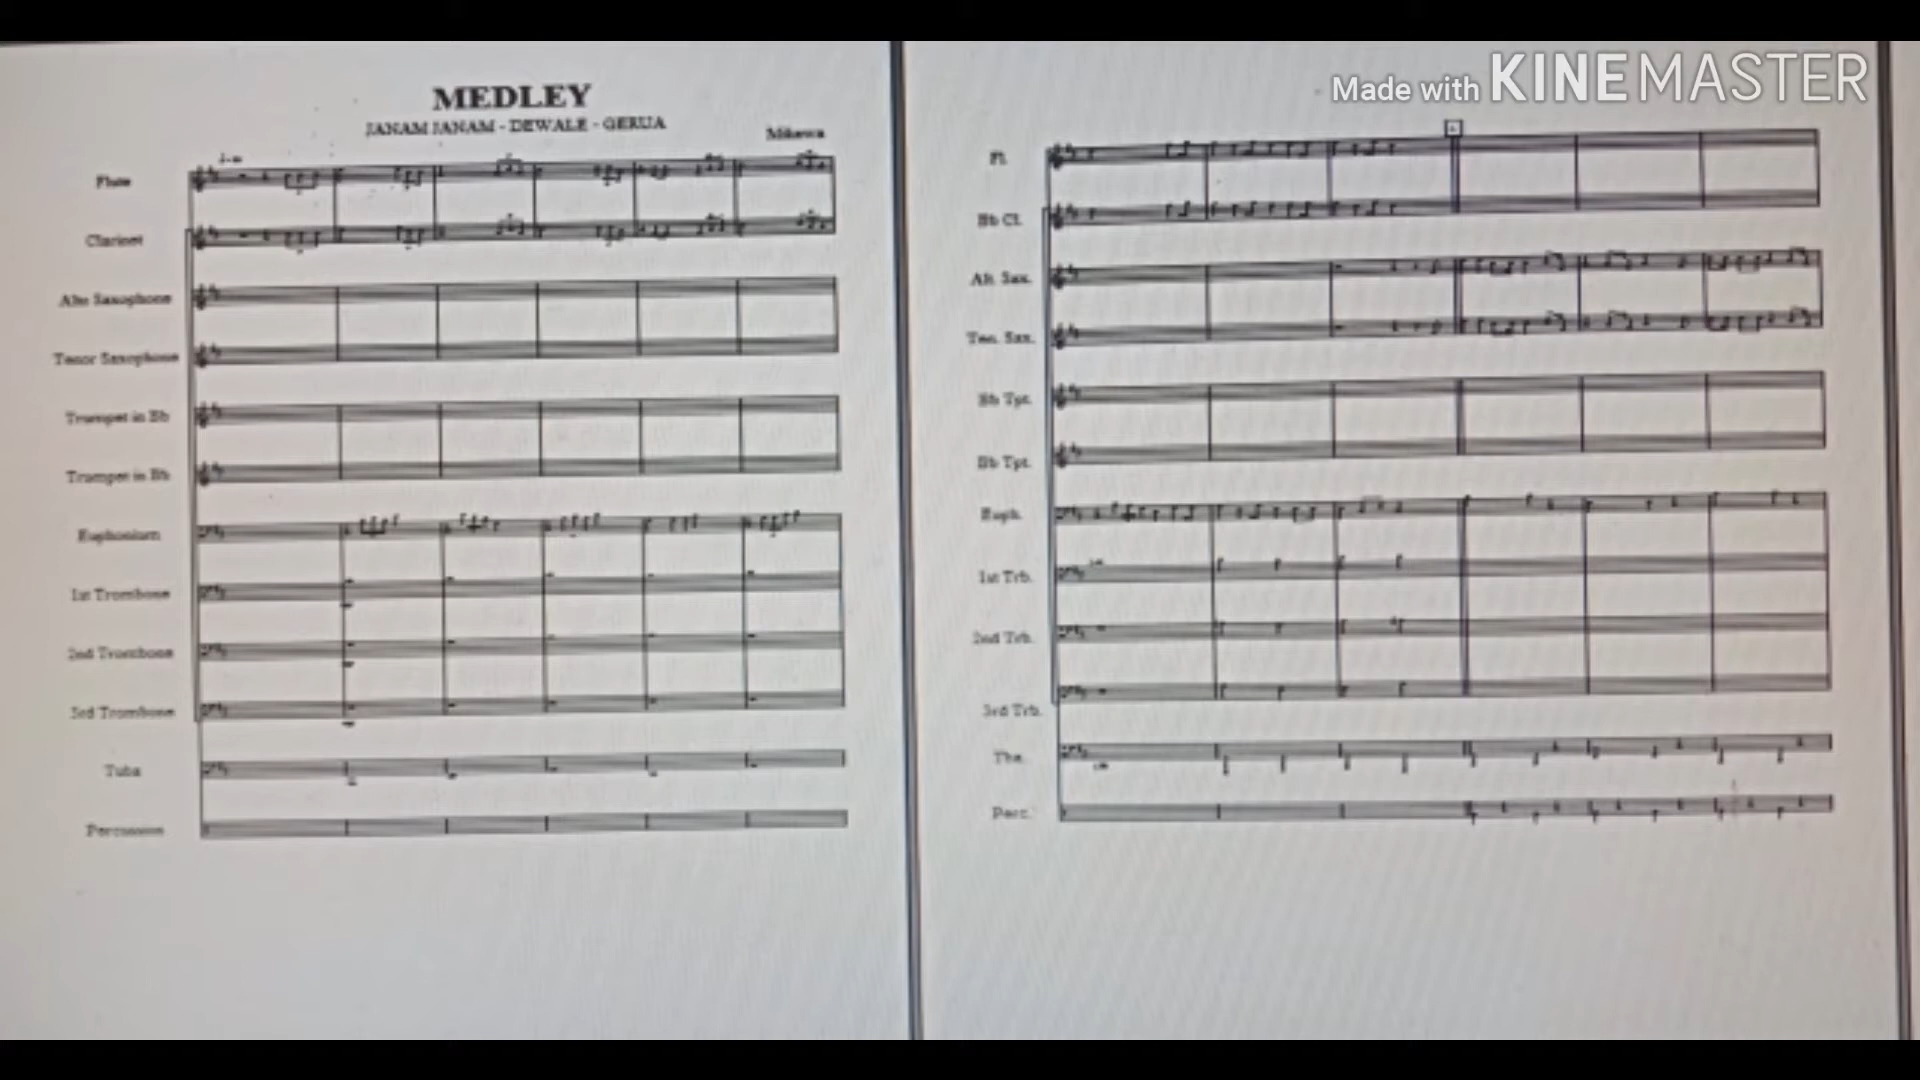 Made with KINEMASTER
MEDLEY
JANAM JANAM - DEWALE - GERUA
Flute
Clarinet
Alto Saxophone
Tenor Saxophone
Trumpet in Bb
Trumpet in Bb
Euphonium
1st Trombone
2nd Trombone
3rd Trombone
Tuba
Percussion
Fl.
Bb Cl.
Alt. Sax.
Ten. Sax.
Bb Tpt.
Bb Tpt.
Euph.
1st Trb.
2nd Trb.
3rd Trb.
Tba.
Perc.